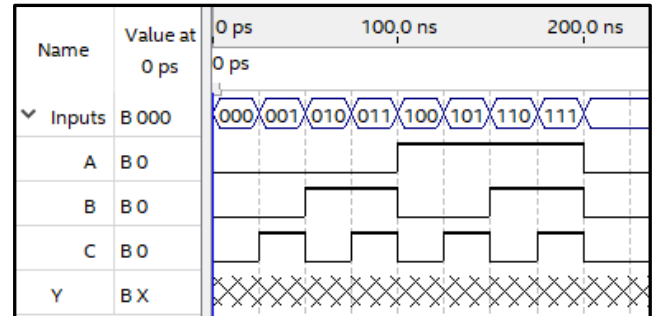 Name
Value at
0 ps
0 ps 100.0 ns 200.0 ns
0 ps
Inputs B 000 000 001 010 011 100 101 110 111
A B 0
B B 0
C B 0
Y B X